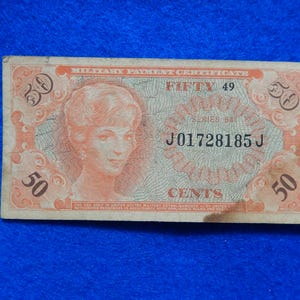 MILITARY PAYMENT CERTIFICATE
50 FIFTY 49 50
SERIES 641
J01728185J
50 CENTS 50